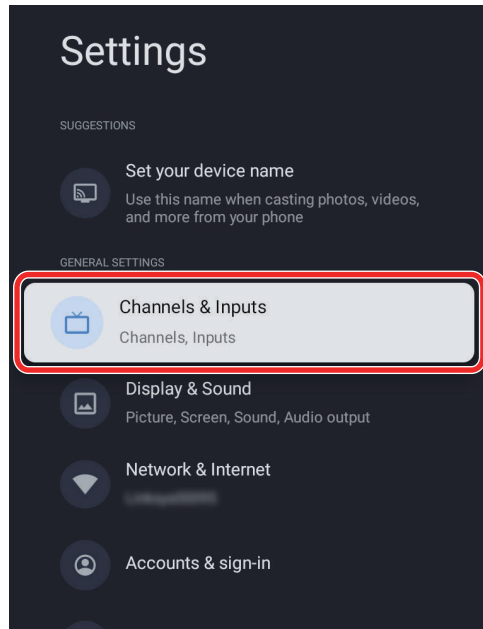 Settings
SUGGESTIONS
Set your device name
Use this name when casting photos, videos,
and more from your phone
GENERAL SETTINGS
Channels & Inputs
Channels, Inputs
Display & Sound
Picture, Screen, Sound, Audio output
Network & Internet
Accounts & sign-in